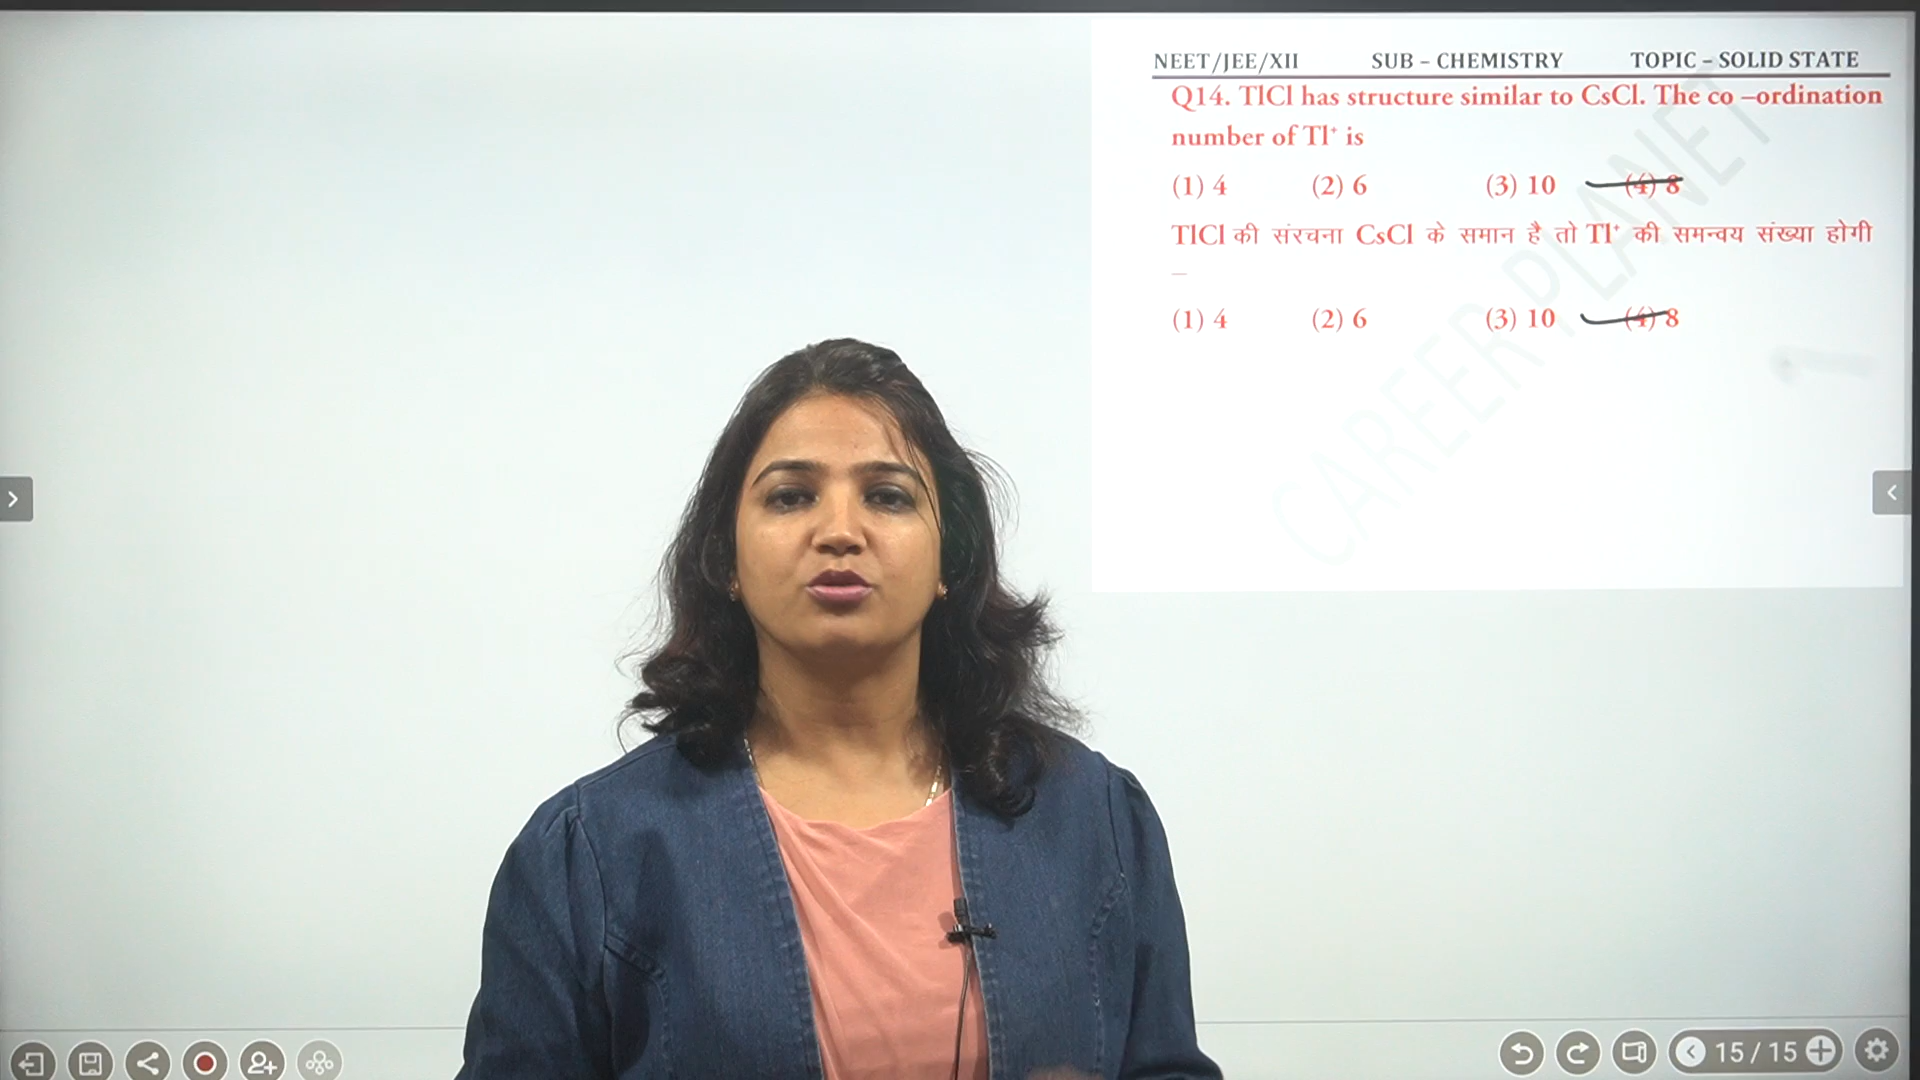 NEET/JEE/XII SUB – CHEMISTRY TOPIC – SOLID STATE
Q14. TlCl has structure similar to CsCl. The co –ordination
number of Tl⁺ is
(1) 4 (2) 6 (3) 10 (4) 8
TlCl की संरचना CsCl के समान है तो Tl⁺ की समन्वय संख्या होगी
–
(1) 4 (2) 6 (3) 10 (4) 8
CAREER PLANET
15 / 15